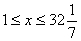 1 ≤ x ≤ 32 1/7